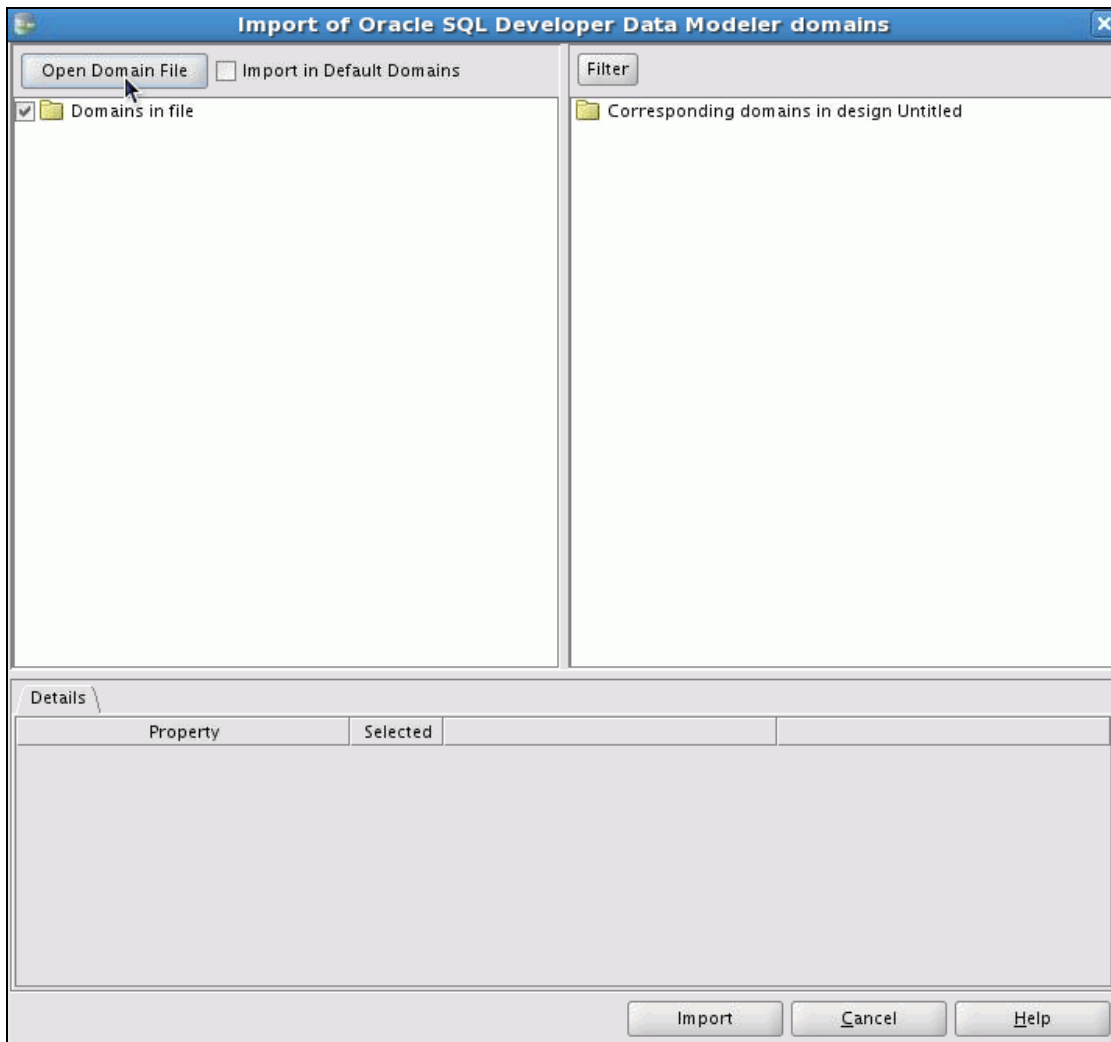 Import of Oracle SQL Developer Data Modeler domains
Open Domain File
Import in Default Domains
Filter
Domains in file
Corresponding domains in design Untitled
Details
Property
Selected
Import
Cancel
Help